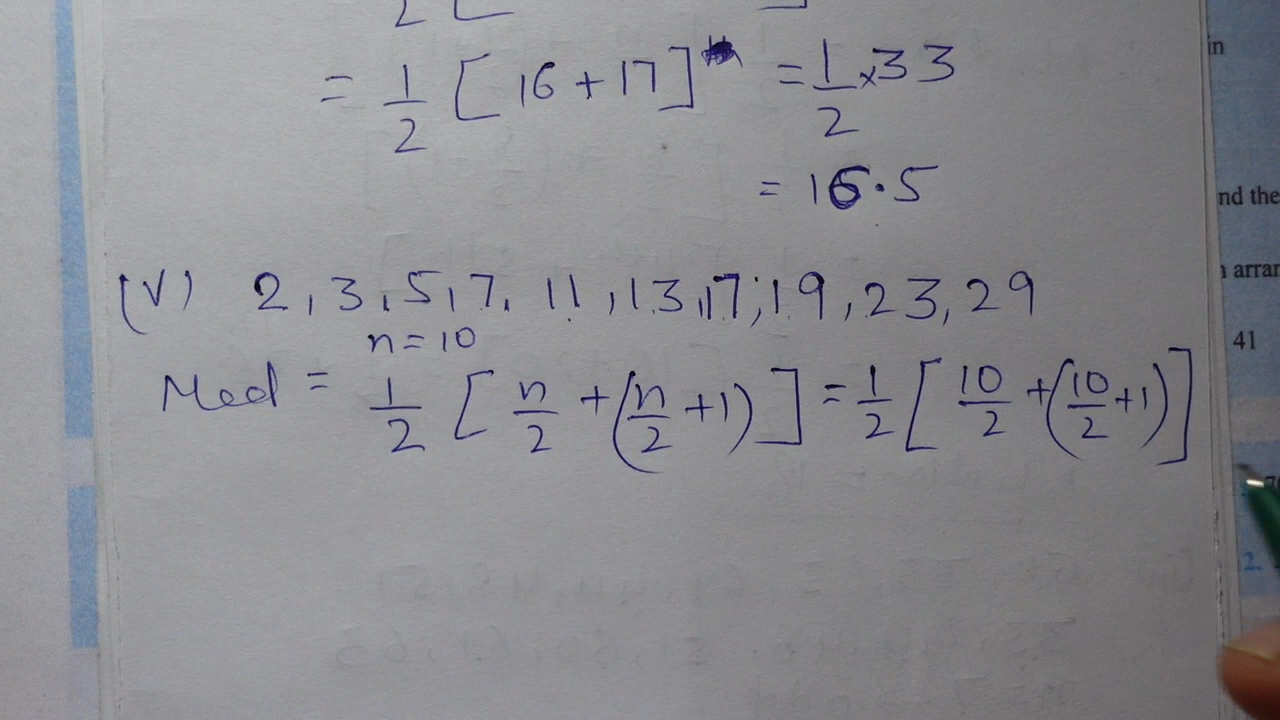 = 1/2 [16 + 17] = 1/2 × 33
= 16.5
(V) 2, 3, 5, 7, 11, 13, 17, 19, 23, 29
n = 10
Med = 1/2 [n/2 + (n/2 + 1)] = 1/2 [10/2 + (10/2 + 1)]
in
nd the
arran
41
2.